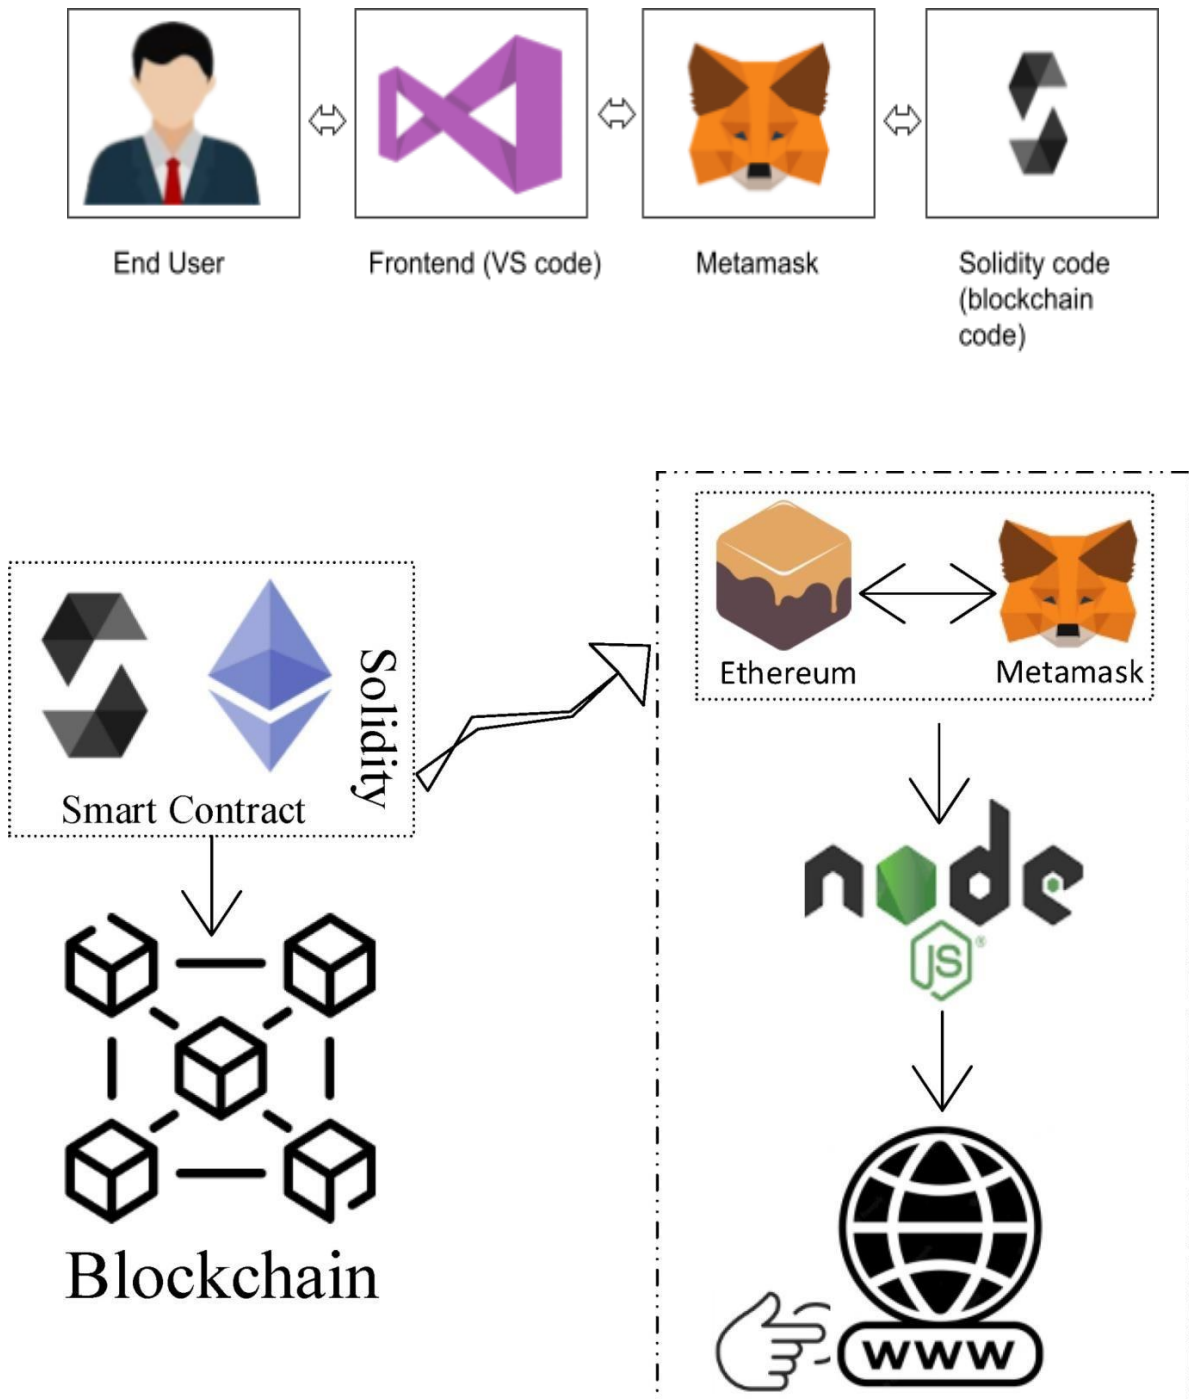 End User
Frontend (VS code)
Metamask
Solidity code
(blockchain
code)
Ethereum
Metamask
Solidity
Smart Contract
node
JS®
Blockchain
WWW